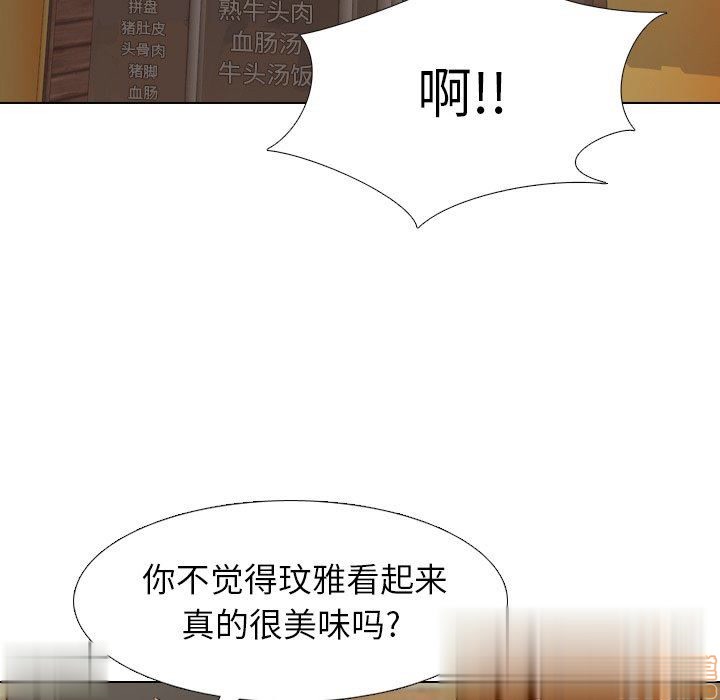 拼盘
猪肚皮
头骨肉
猪脚
血肠
熟牛头肉
血肠汤
牛头汤饭
啊!!
你不觉得玟雅看起来
真的很美味吗?